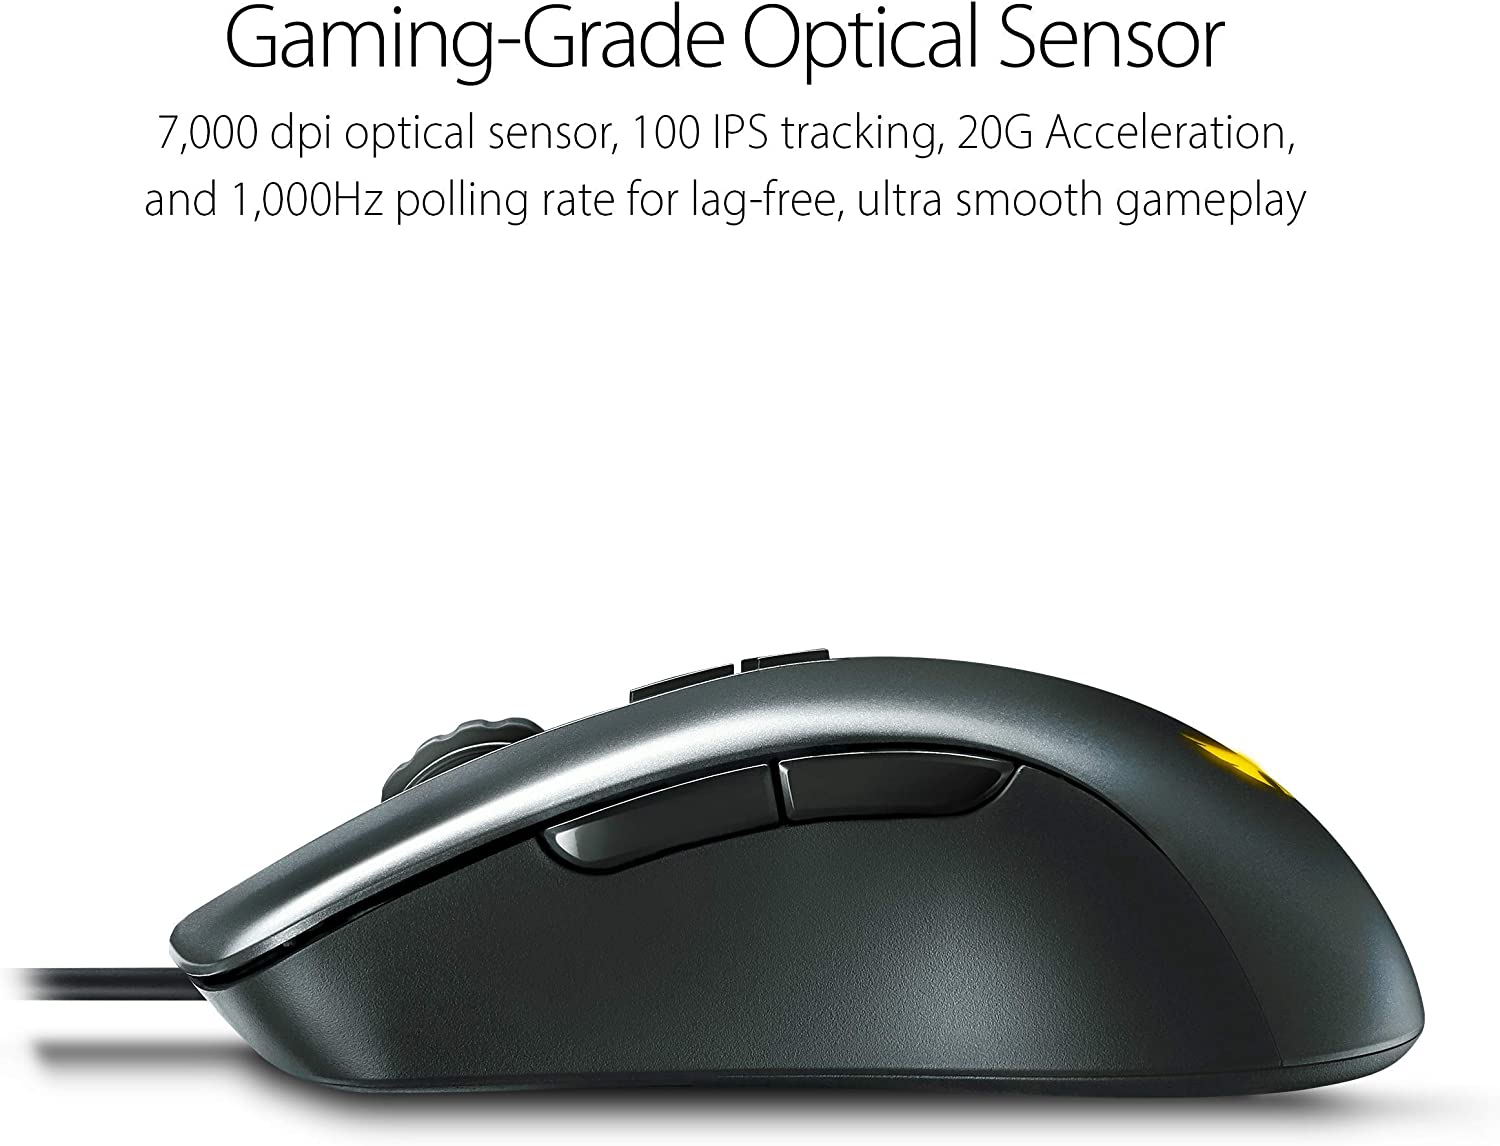 Gaming-Grade Optical Sensor
7,000 dpi optical sensor, 100 IPS tracking, 20G Acceleration,
and 1,000Hz polling rate for lag-free, ultra smooth gameplay